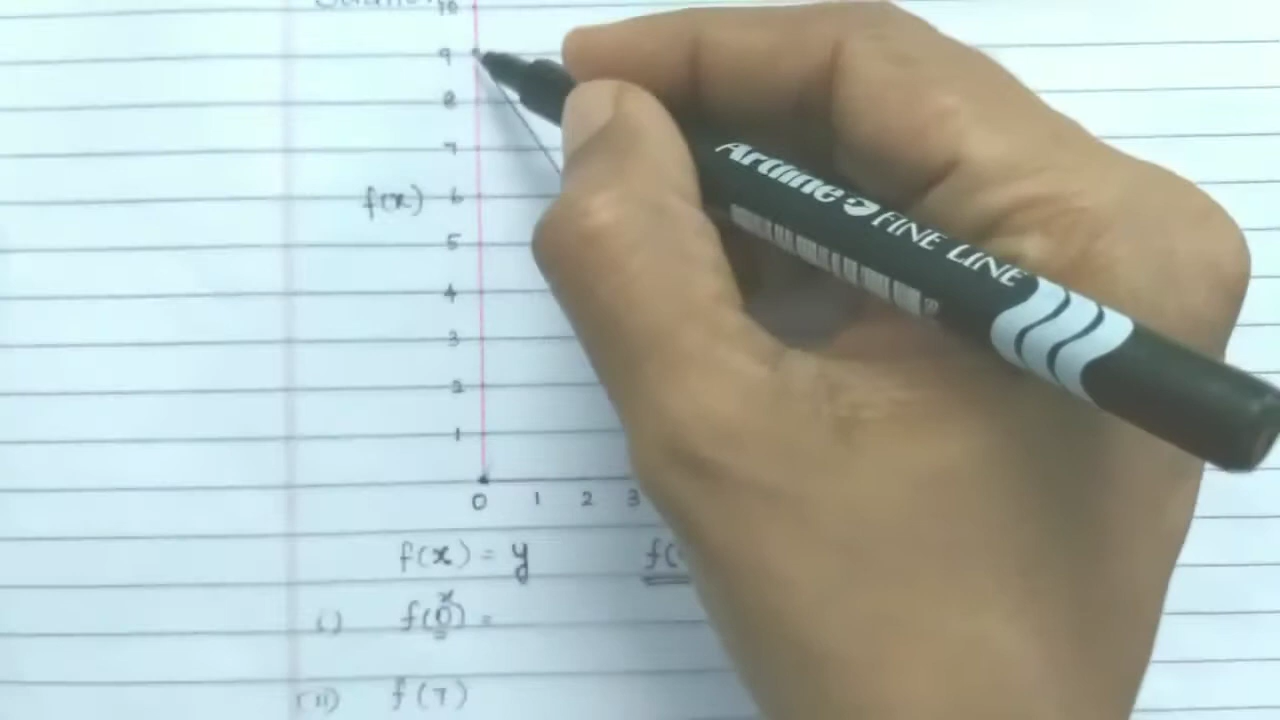 10
9
8
7
f(x) 6
5
4
3
2
1
0 1 2 3
f(x) = y f(
x
i) f(0) =
(ii) f(7)
Artline FINE LINE